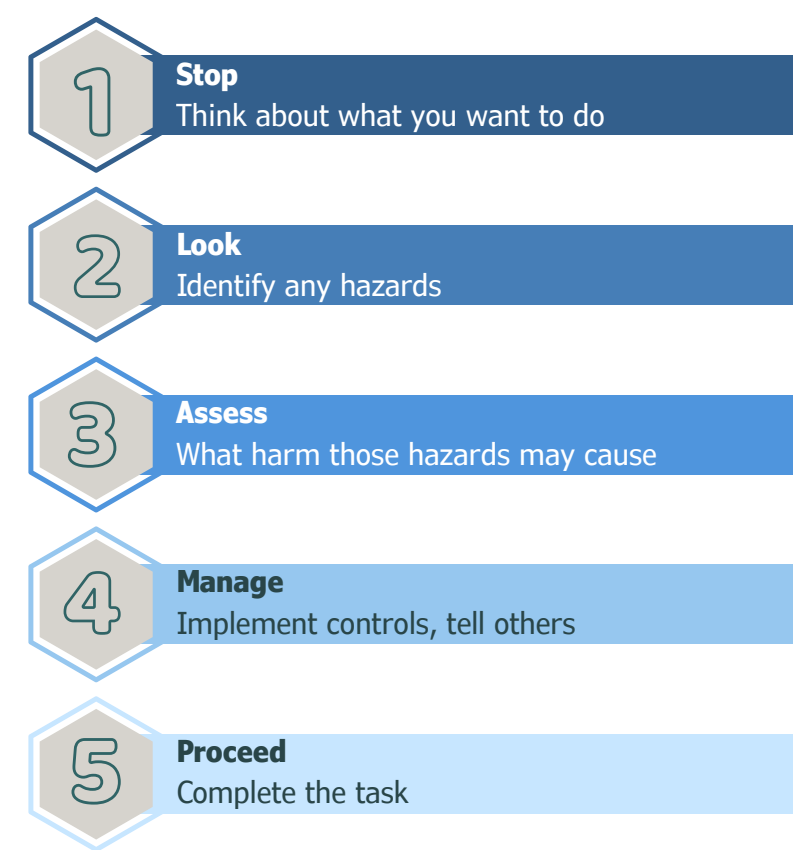 1
Stop
Think about what you want to do
2
Look
Identify any hazards
3
Assess
What harm those hazards may cause
4
Manage
Implement controls, tell others
5
Proceed
Complete the task